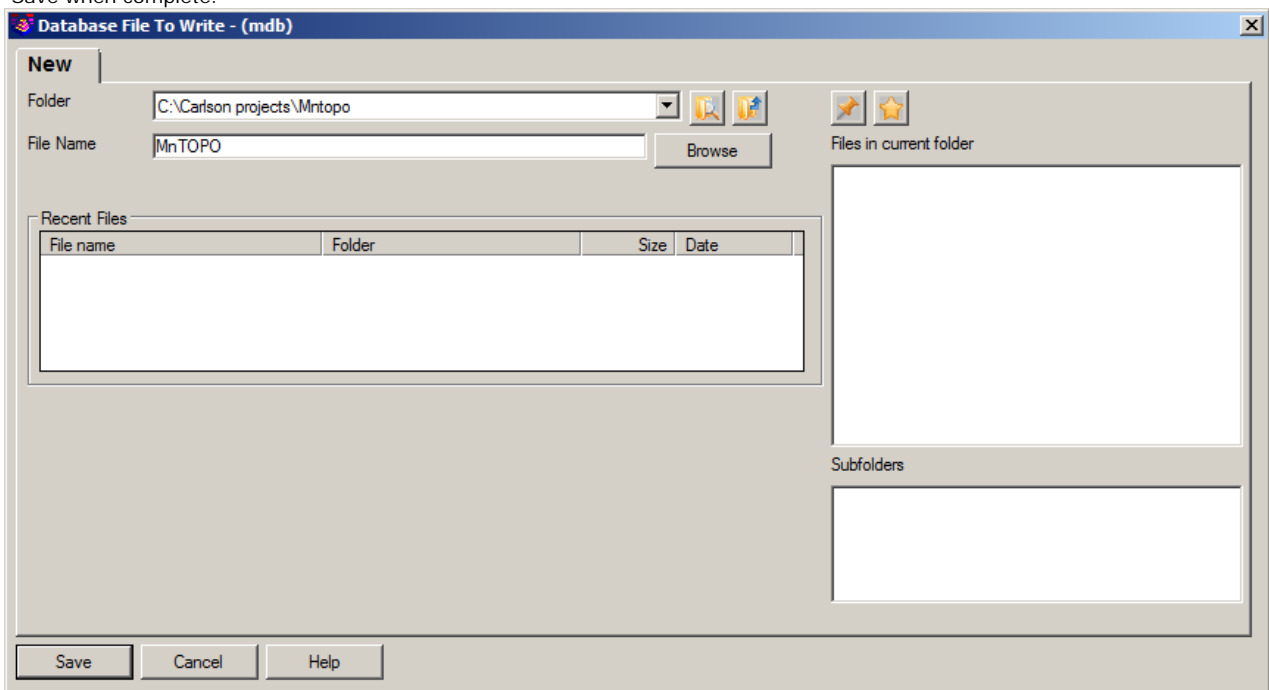 Save when complete.
Database File To Write - (mdb)
New
Folder
C:\Carlson projects\Mntopo
File Name
MnTOPO
Browse
Files in current folder
Recent Files
File name Folder Size Date
Subfolders
Save Cancel Help